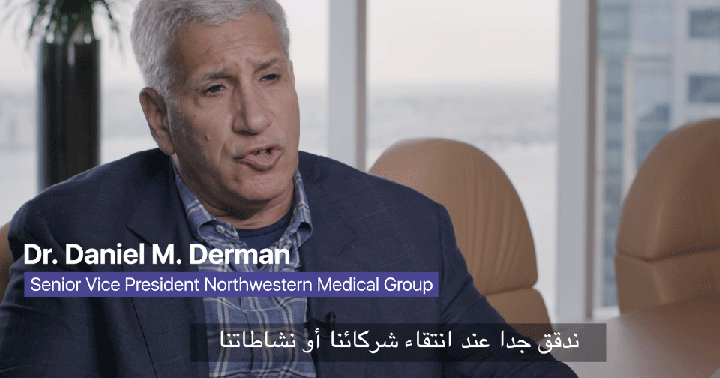 Dr. Daniel M. Derman
Senior Vice President Northwestern Medical Group
ندقق جدا عند انتقاء شركائنا أو نشاطاتنا